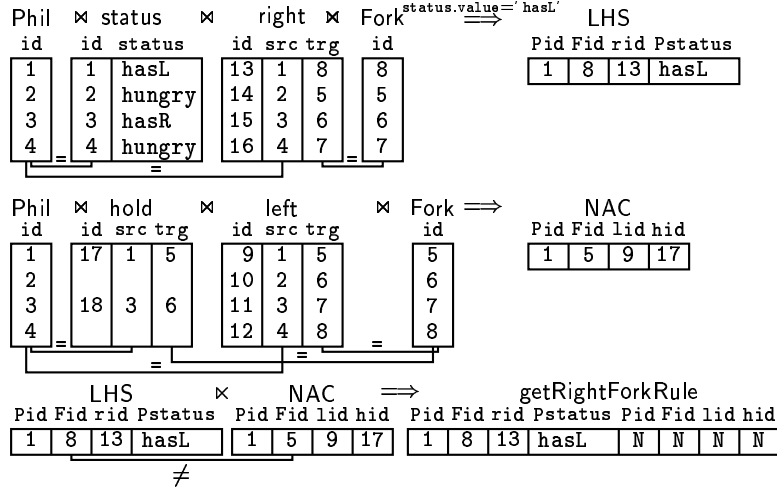 Phil ⋈ status ⋈ right ⋈ Fork status.value='hasL' ⟹ LHS
id id status id src trg id Pid Fid rid Pstatus
1 1 hasL 13 1 8 8 1 8 13 hasL
2 2 hungry 14 2 5 5
3 3 hasR 15 3 6 6
4 4 hungry 16 4 7 7
= = =
Phil ⋈ hold ⋈ left ⋈ Fork ⟹ NAC
id id src trg id src trg id Pid Fid lid hid
1 17 1 5 9 1 5 5 1 5 9 17
2 10 2 6 6
3 18 3 6 11 3 7 7
4 12 4 8 8
= = = =
LHS ⋉ NAC ⟹ getRightForkRule
Pid Fid rid Pstatus Pid Fid lid hid Pid Fid rid Pstatus Pid Fid lid hid
1 8 13 hasL 1 5 9 17 1 8 13 hasL N N N N
≠